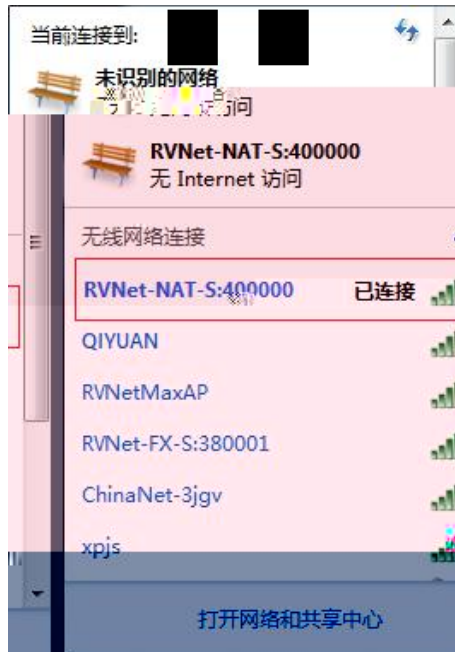 当前连接到:
未识别的网络
RVNet-NAT-S:400000
无 Internet 访问
无线网络连接
RVNet-NAT-S:400000 已连接
QIYUAN
RVNetMaxAP
RVNet-FX-S:380001
ChinaNet-3jgv
xpjs
打开网络和共享中心